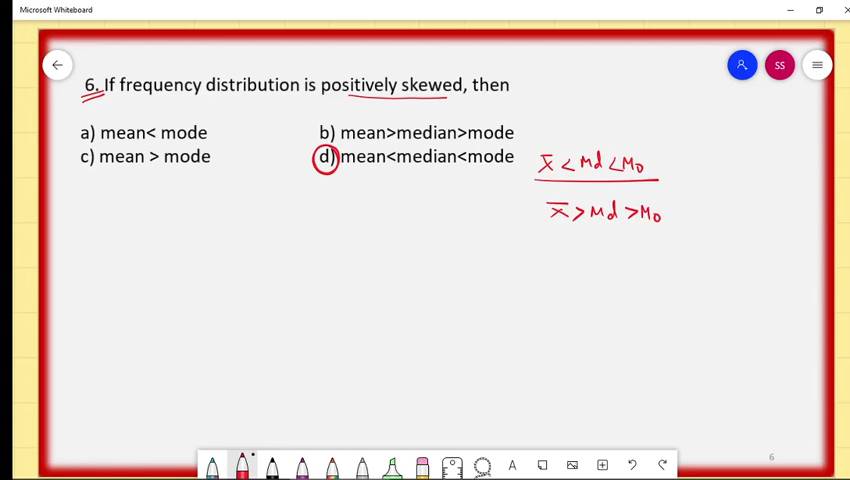 Microsoft Whiteboard
SS
6. If frequency distribution is positively skewed, then
a) mean< mode
b) mean>median>mode
c) mean > mode
d) mean<median<mode
x̅ < Md < Mo
x̅ > Md > Mo
6
A